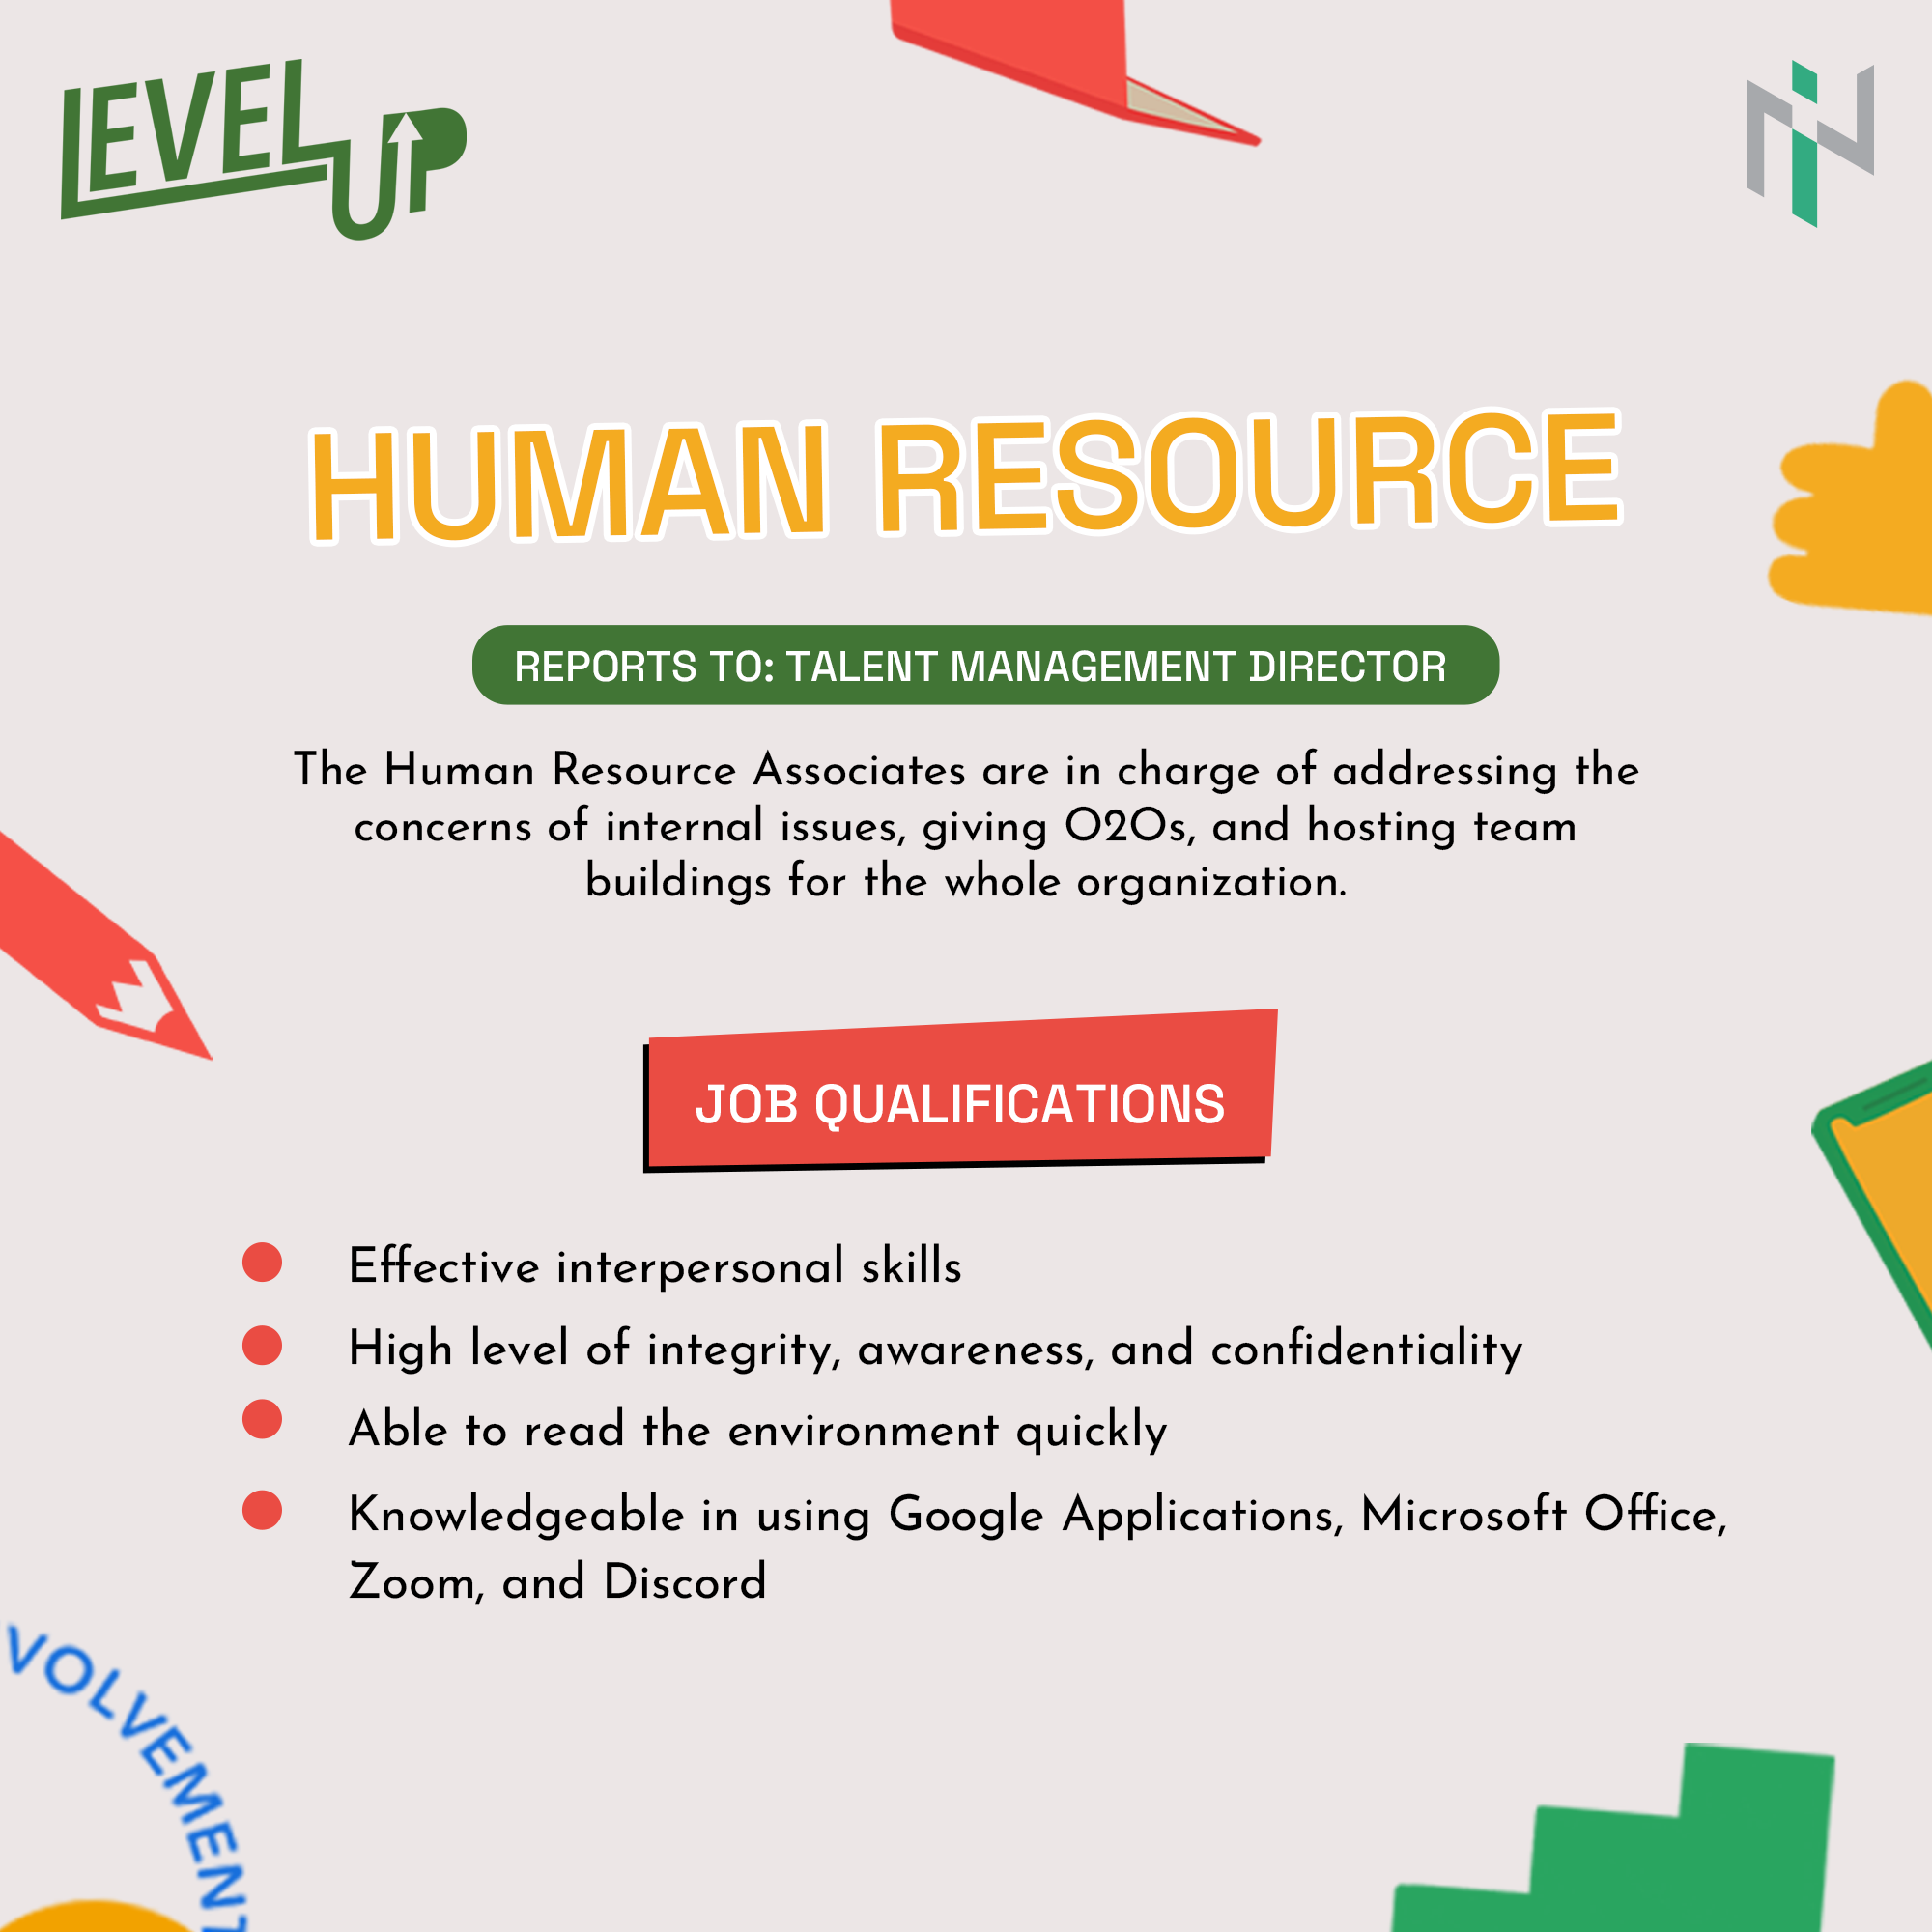 LEVEL
UP
HUMAN RESOURCE
REPORTS TO: TALENT MANAGEMENT DIRECTOR
The Human Resource Associates are in charge of addressing the
concerns of internal issues, giving O2Os, and hosting team
buildings for the whole organization.
JOB QUALIFICATIONS
Effective interpersonal skills
High level of integrity, awareness, and confidentiality
Able to read the environment quickly
Knowledgeable in using Google Applications, Microsoft Office,
Zoom, and Discord
VOLVEMENT